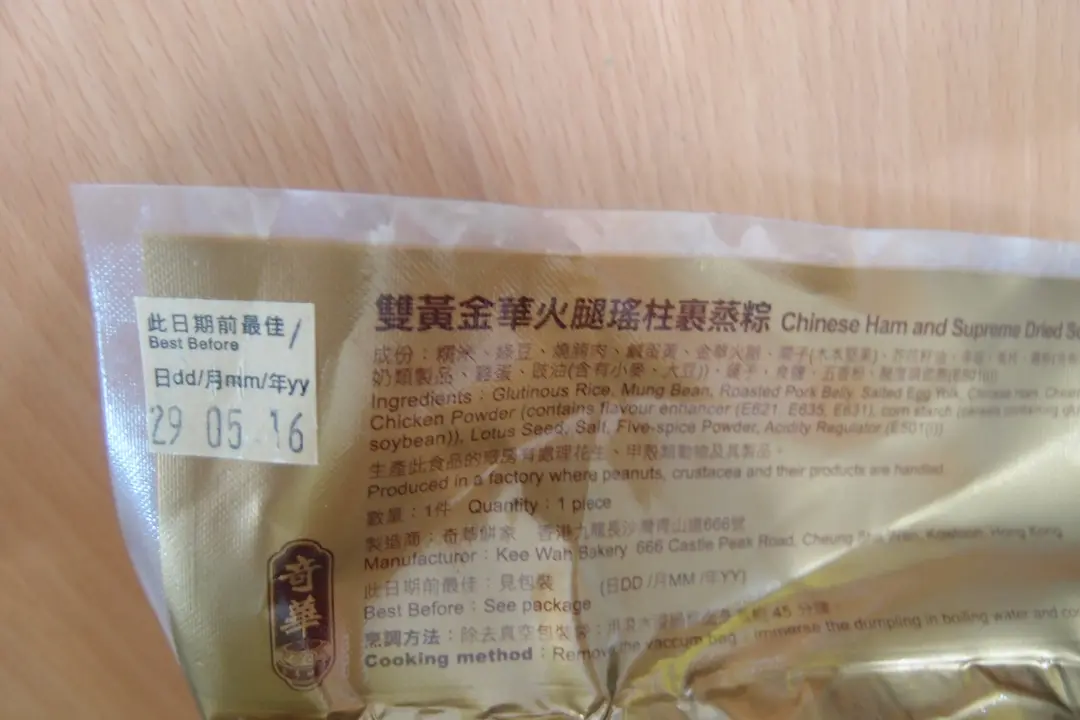 此日期前最佳/
Best Before
日dd/月mm/年yy
29 05 16
雙黃金華火腿瑤柱裹蒸粽 Chinese Ham and Supreme Dried
成份：糯米、綠豆、燒腩肉、鹹蛋黃、金華火腿、
奶類製品、雞蛋、豉油(含有小麥、大豆))、蓮子、食鹽、五香粉、
Ingredients：Glutinous Rice, Mung Bean, Roasted Pork Belly, Salted Egg Yolk, Chinese Ham,
Chicken Powder (contains flavour enhancer (E621, E635, E631), corn starch
soybean)), Lotus Seed, Salt, Five-spice Powder, Acidity Regulator (E501(i))
生產此食品的廠房有處理花生、甲殼類動物及其製品。
Produced in a factory where peanuts, crustacea and their products are handled.
數量：1件 Quantity：1 piece
製造商：奇華餅家 香港九龍長沙灣青山道666號
Manufacturer：Kee Wah Bakery 666 Castle Peak Road, Cheung Sha Wan, Kowloon, Hong Kong
此日期前最佳：見包裝 (日DD /月MM /年YY)
Best Before：See package
烹調方法：除去真空包裝袋 45 分鐘
Cooking method：Remove the vaccum bag immerse the dumpling in boiling water and
奇華